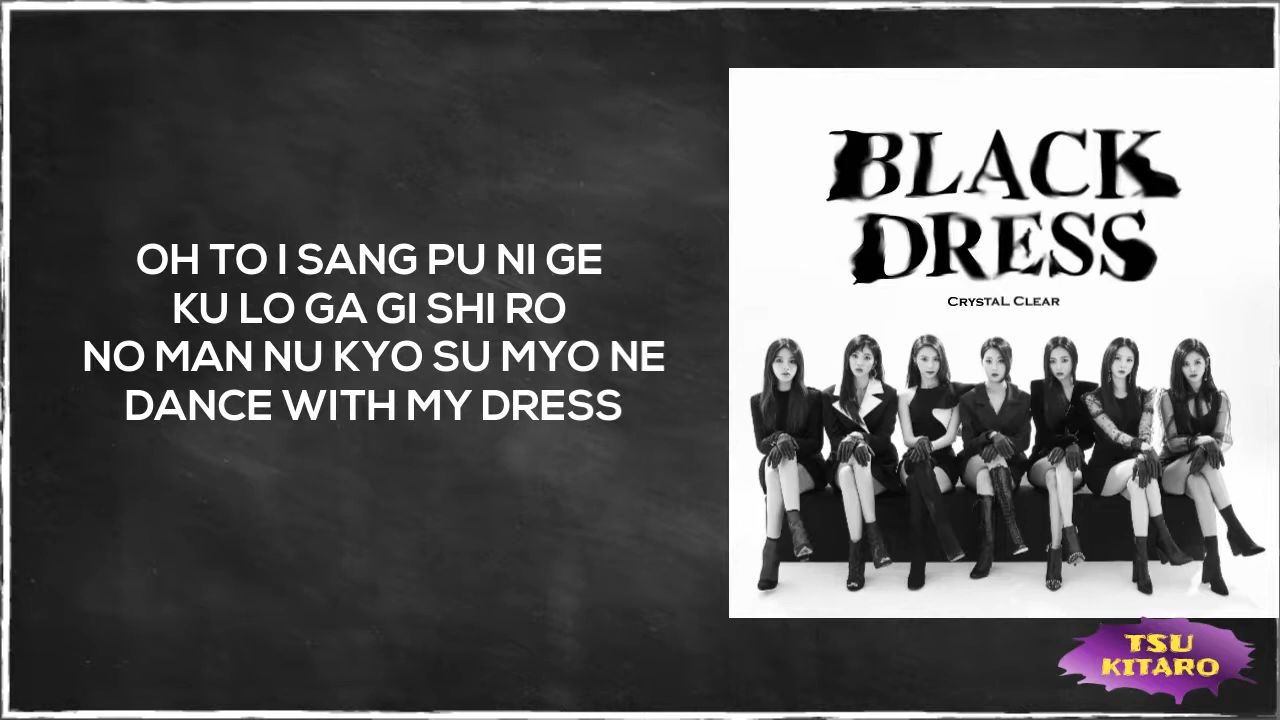 OH TO I SANG PU NI GE
KU LO GA GI SHI RO
NO MAN NU KYO SU MYO NE
DANCE WITH MY DRESS
BLACK
DRESS
CRYSTAL CLEAR
TSU
KITARO